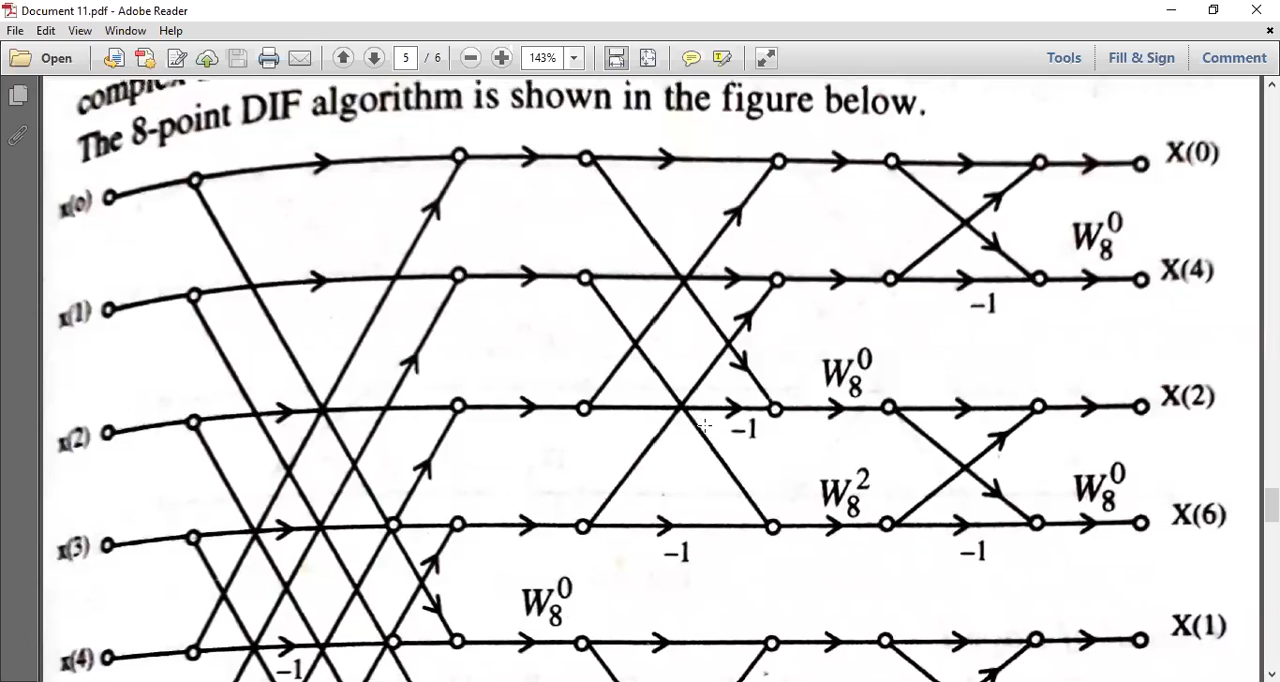 Document 11.pdf - Adobe Reader
File Edit View Window Help
Open 5 / 6 143% Tools Fill & Sign Comment
The 8-point DIF algorithm is shown in the figure below.
x(0) X(0)
W₈⁰
x(1) X(4)
-1
W₈⁰
x(2) X(2)
-1
W₈² W₈⁰
x(3) X(6)
-1 -1
W₈⁰
x(4) X(1)
-1